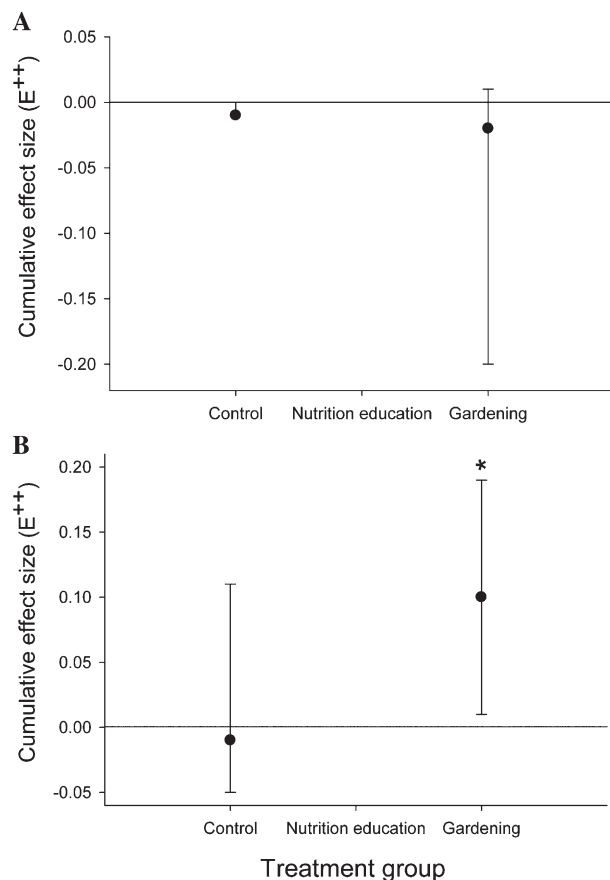 A
Cumulative effect size (E++)
0.05
0.00
-0.05
-0.10
-0.15
-0.20
Control Nutrition education Gardening
B
Cumulative effect size (E++)
0.20
*
0.15
0.10
0.05
0.00
-0.05
Control Nutrition education Gardening
Treatment group